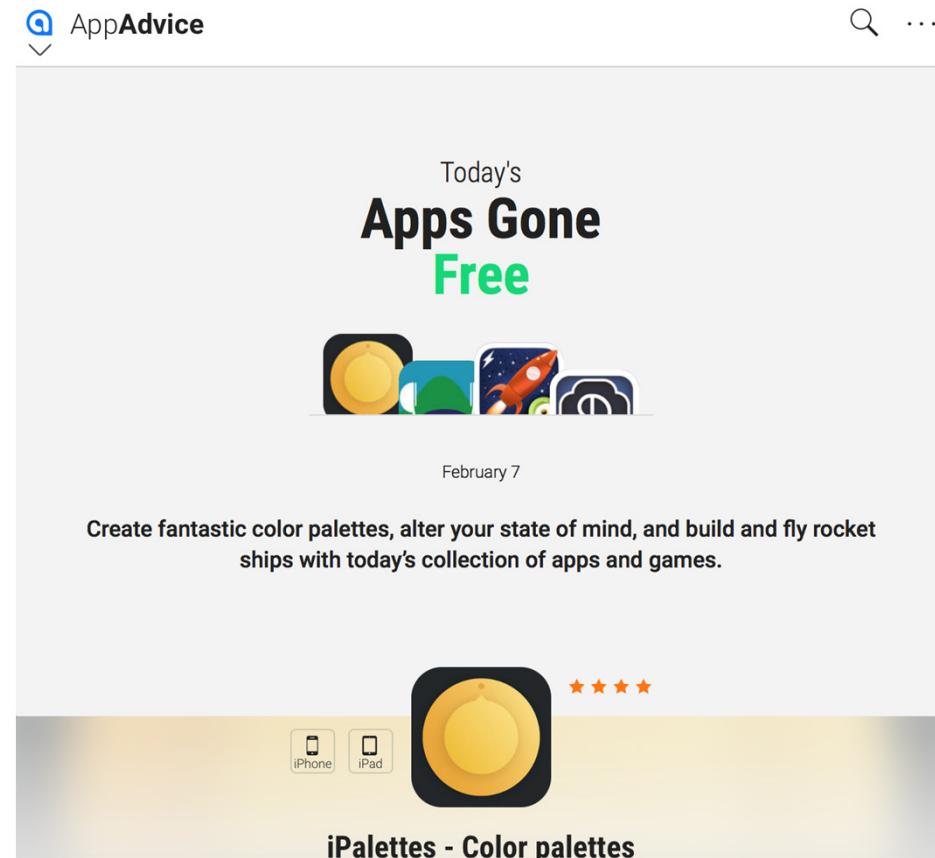 AppAdvice
Today's
Apps Gone
Free
February 7
Create fantastic color palettes, alter your state of mind, and build and fly rocket
ships with today’s collection of apps and games.
iPhone iPad
iPalettes - Color palettes